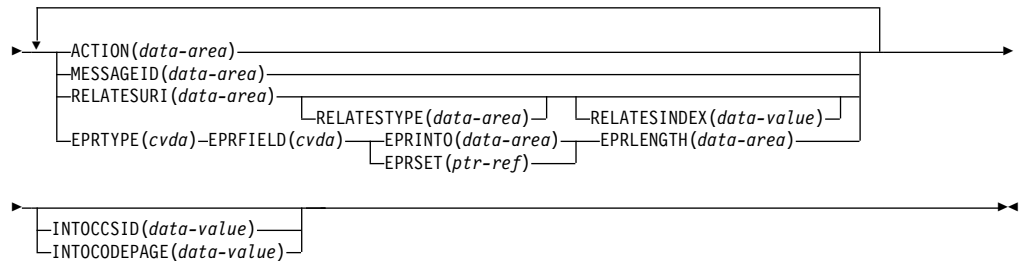 ACTION(data-area)
MESSAGEID(data-area)
RELATESURI(data-area)
RELATESTYPE(data-area) RELATESINDEX(data-value)
EPRTYPE(cvda) EPRFIELD(cvda) EPRINTO(data-area) EPRLENGTH(data-area)
EPRSET(ptr-ref)
INTOCCSID(data-value)
INTOCODEPAGE(data-value)